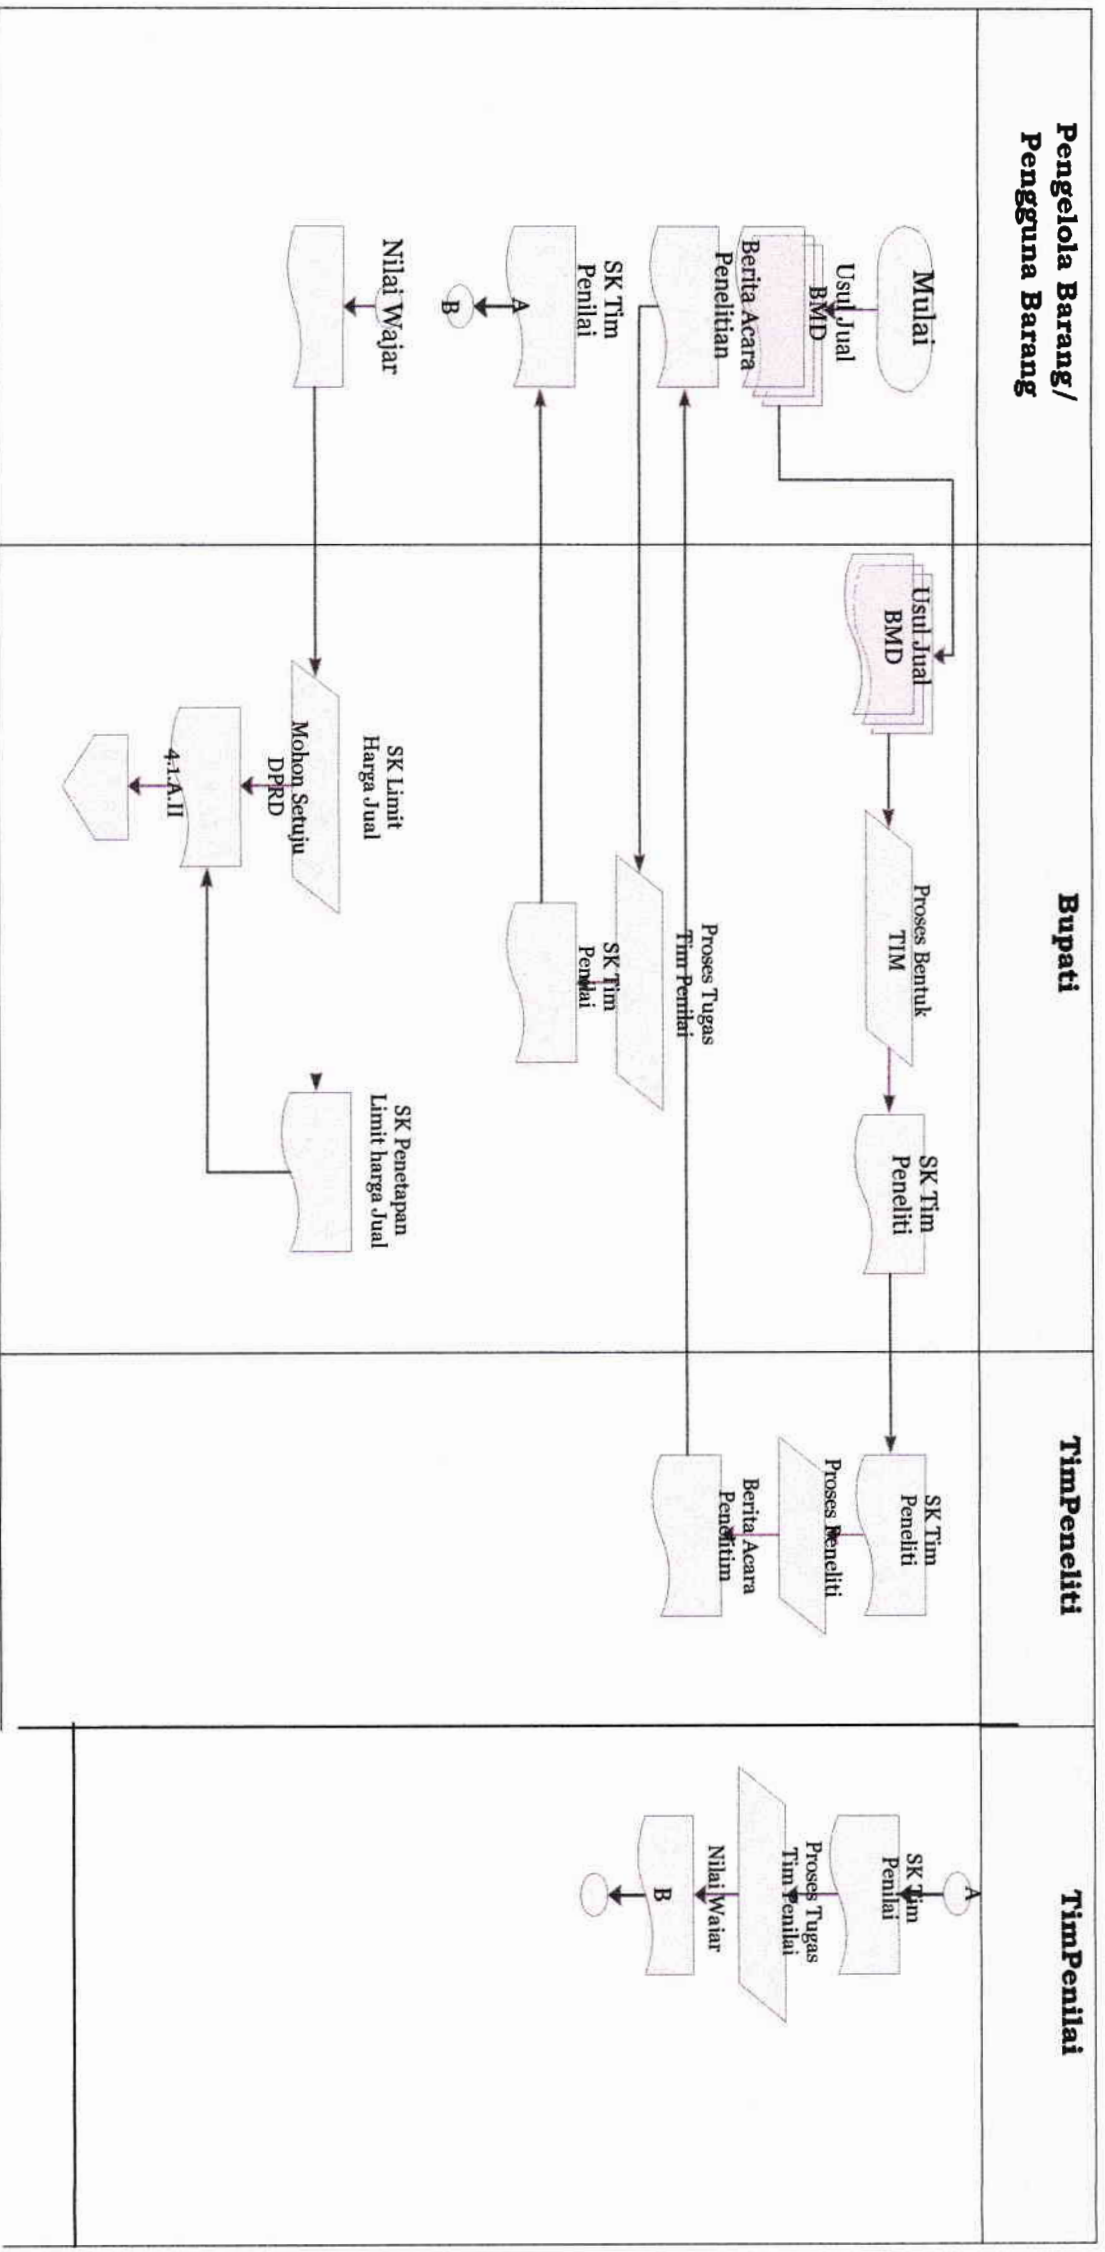 Pengelola Barang/
Pengguna Barang
Bupati
TimPeneliti
TimPenilai
Mulai
Usul Jual
BMD
Berita Acara
Penelitian
SK Tim
Penilai
A
B
Nilai Wajar
Usul Jual
BMD
Proses Bentuk
TIM
SK Tim
Peneliti
Proses Tugas
Tim Penilai
SK Tim
Penilai
SK Limit
Harga Jual
Mohon Setuju
DPRD
4.1.A.II
SK Penetapan
Limit harga Jual
SK Tim
Peneliti
Proses Peneliti
Berita Acara
Penelitim
A
SK Tim
Penilai
Proses Tugas
Tim Penilai
Nilai Wajar
B